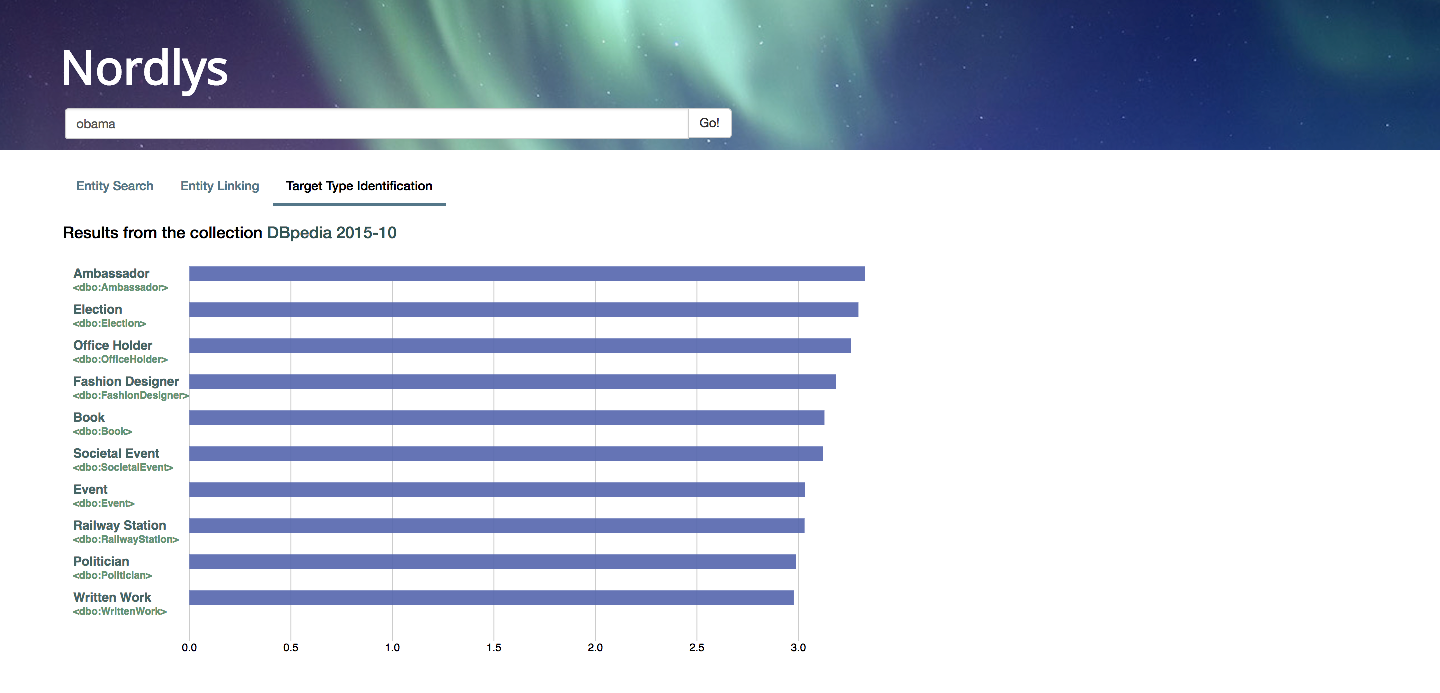 Nordlys
obama Go!
Entity Search Entity Linking Target Type Identification
Results from the collection DBpedia 2015-10
Ambassador
<dbo:Ambassador>
Election
<dbo:Election>
Office Holder
<dbo:OfficeHolder>
Fashion Designer
<dbo:FashionDesigner>
Book
<dbo:Book>
Societal Event
<dbo:SocietalEvent>
Event
<dbo:Event>
Railway Station
<dbo:RailwayStation>
Politician
<dbo:Politician>
Written Work
<dbo:WrittenWork>
0.0 0.5 1.0 1.5 2.0 2.5 3.0